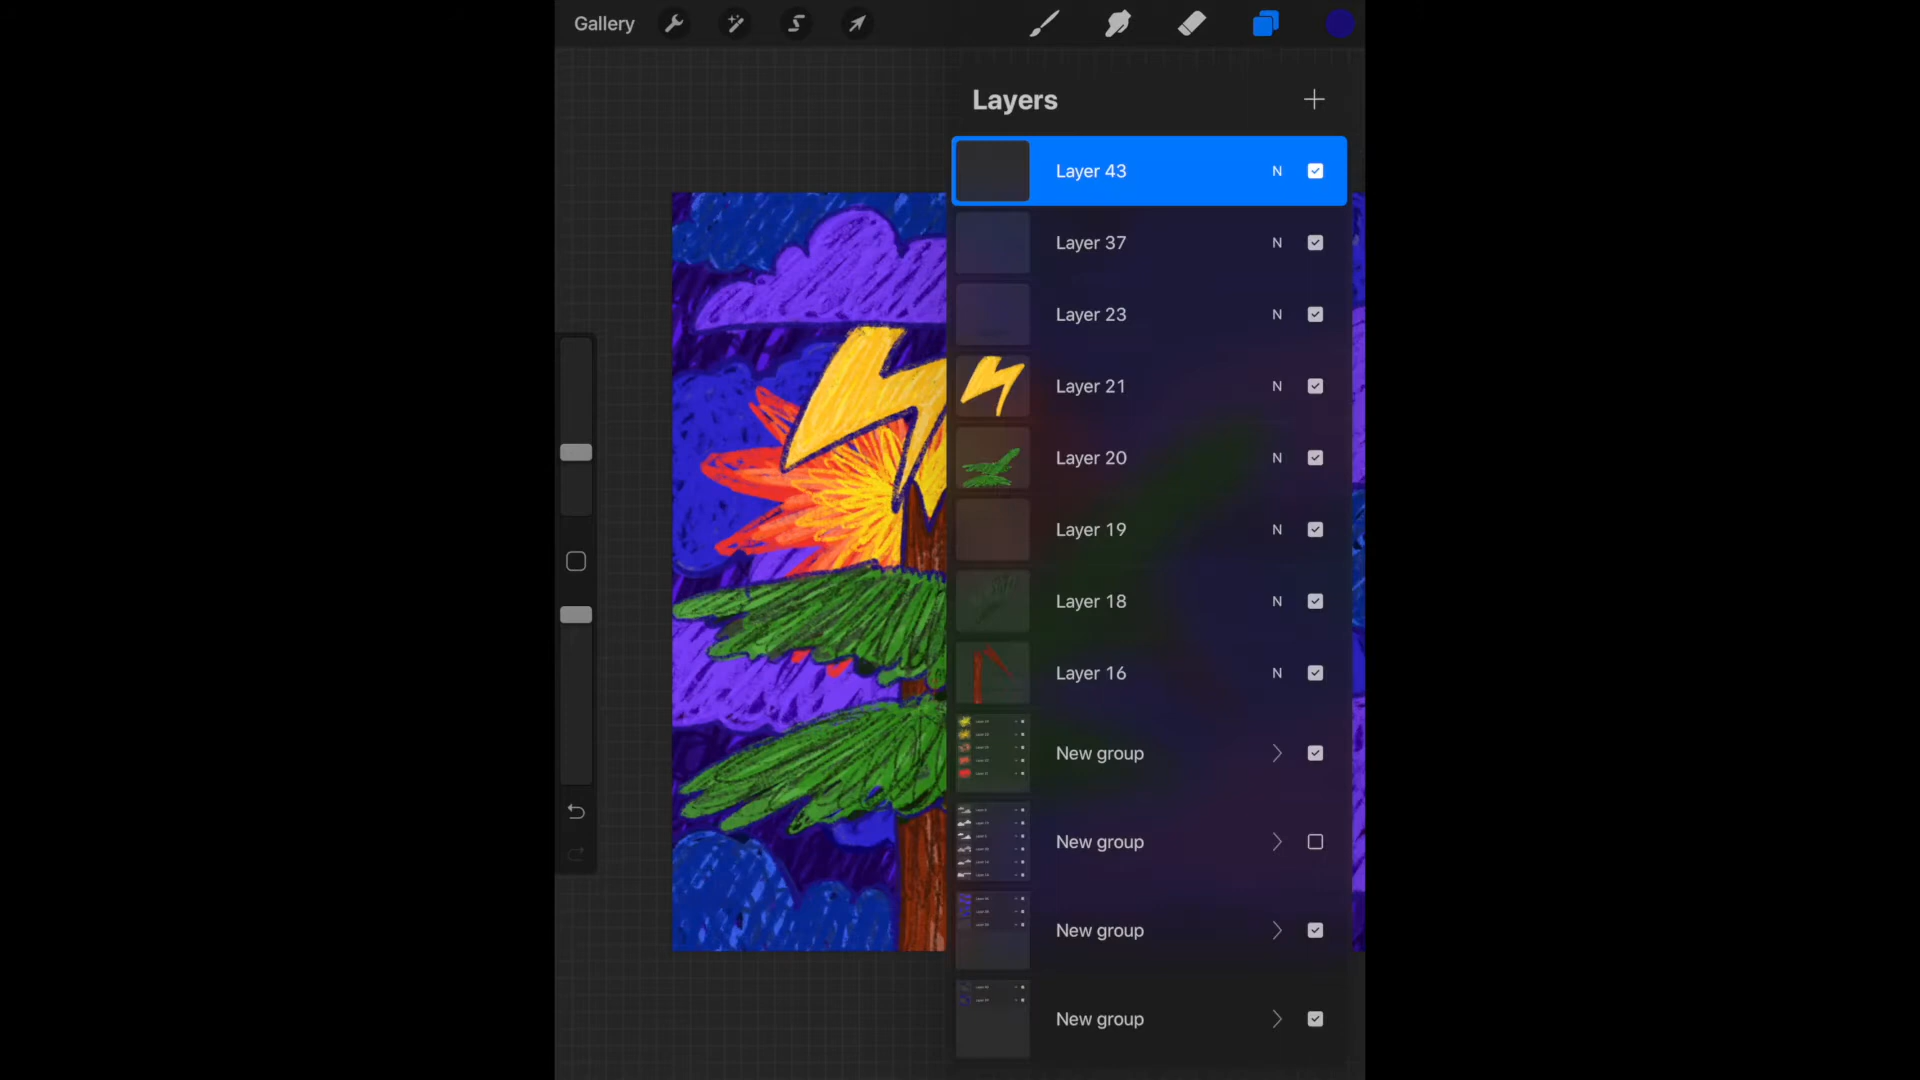 Gallery
Layers
Layer 43 N
Layer 37 N
Layer 23 N
Layer 21 N
Layer 20 N
Layer 19 N
Layer 18 N
Layer 16 N
New group
New group
New group
New group